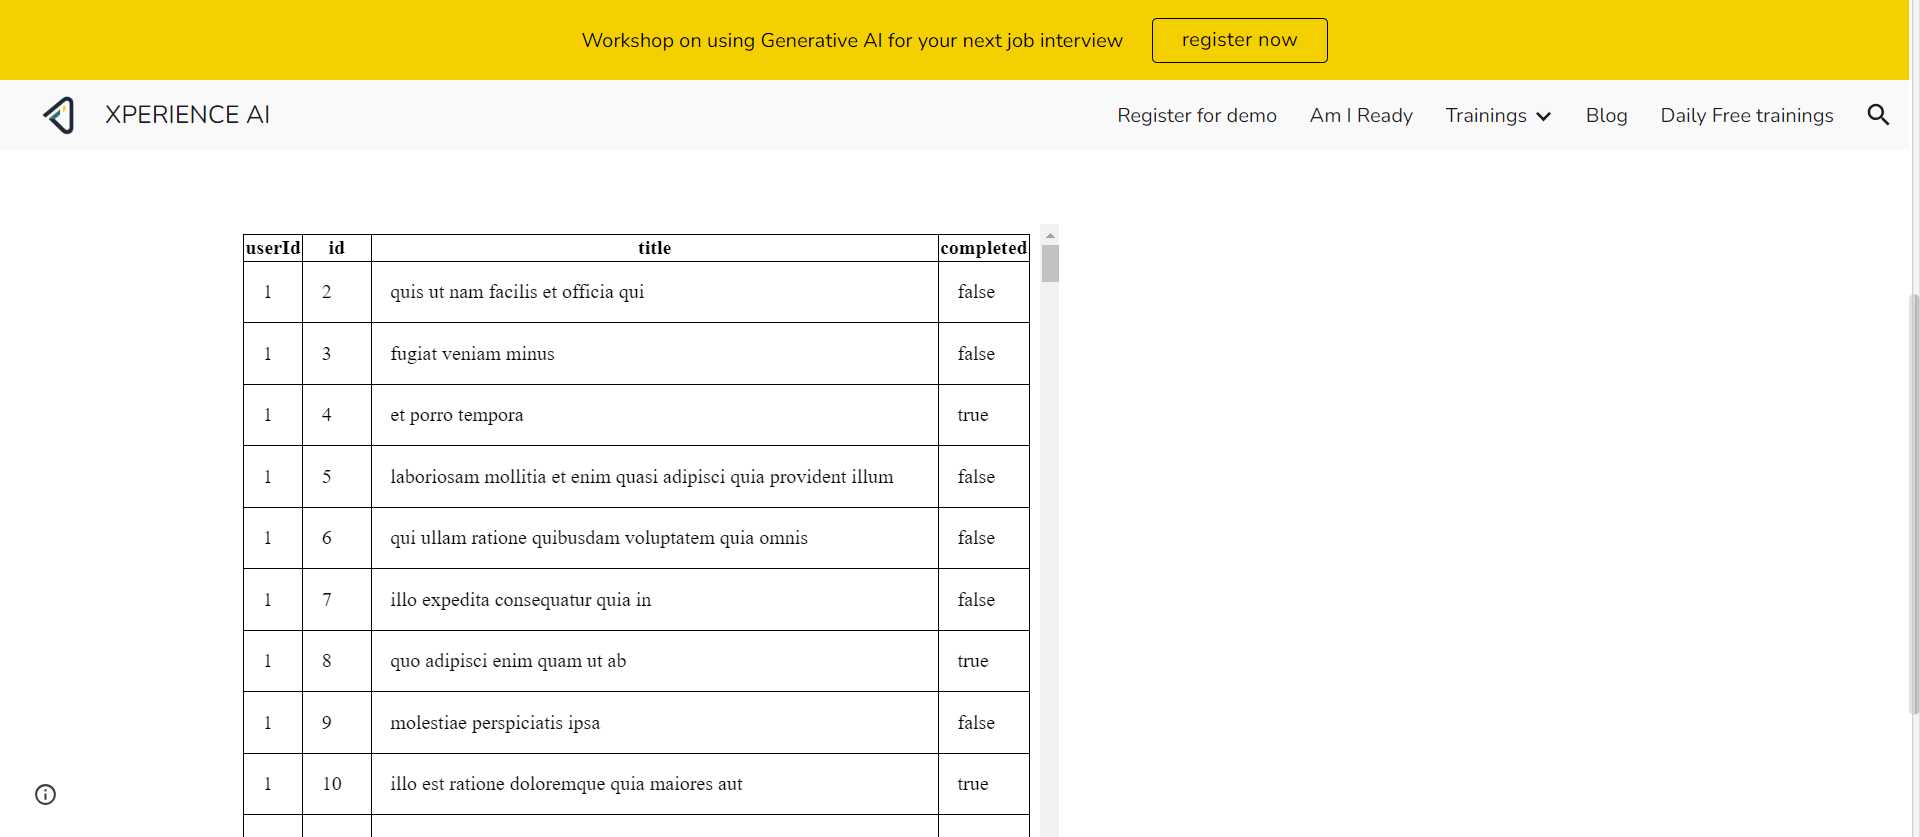 Workshop on using Generative AI for your next job interview register now
XPERIENCE AI Register for demo Am I Ready Trainings Blog Daily Free trainings
userId id title completed
1 2 quis ut nam facilis et officia qui false
1 3 fugiat veniam minus false
1 4 et porro tempora true
1 5 laboriosam mollitia et enim quasi adipisci quia provident illum false
1 6 qui ullam ratione quibusdam voluptatem quia omnis false
1 7 illo expedita consequatur quia in false
1 8 quo adipisci enim quam ut ab true
1 9 molestiae perspiciatis ipsa false
1 10 illo est ratione doloremque quia maiores aut true